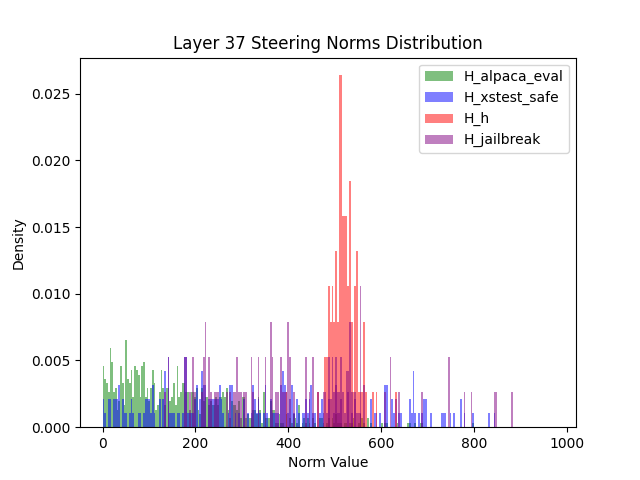 Layer 37 Steering Norms Distribution
H_alpaca_eval
H_xstest_safe
H_h
H_jailbreak
Density
0.025
0.020
0.015
0.010
0.005
0.000
0
200
400
600
800
1000
Norm Value